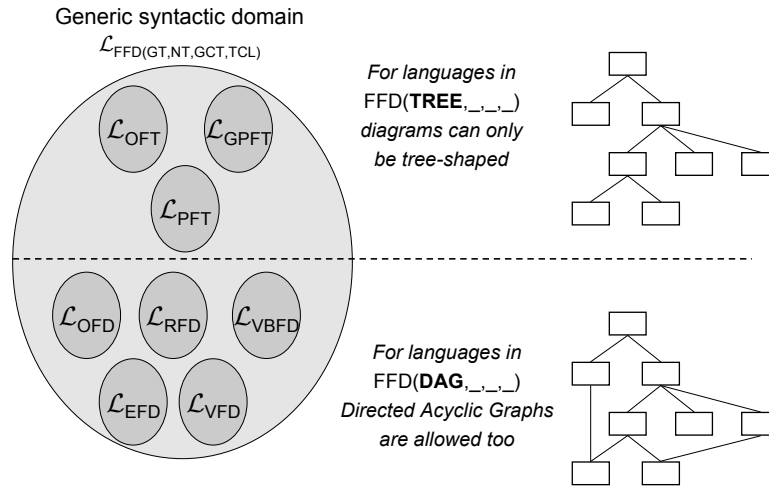 Generic syntactic domain
ℒFFD(GT,NT,GCT,TCL)
ℒOFT
ℒGPFT
ℒPFT
For languages in
FFD(TREE,_,_,_)
diagrams can only
be tree-shaped
ℒOFD
ℒRFD
ℒVBFD
ℒEFD
ℒVFD
For languages in
FFD(DAG,_,_,_)
Directed Acyclic Graphs
are allowed too